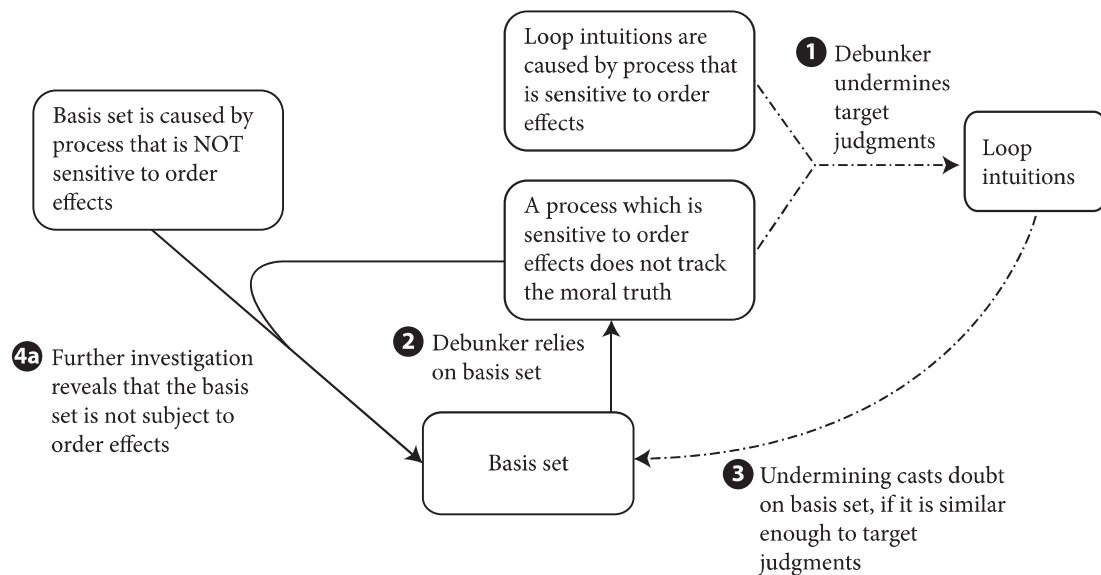 Loop intuitions are
caused by process that
is sensitive to order
effects
1 Debunker
undermines
target
judgments
Basis set is caused by
process that is NOT
sensitive to order
effects
Loop
intuitions
A process which is
sensitive to order
effects does not track
the moral truth
2 Debunker relies
on basis set
4a Further investigation
reveals that the basis
set is not subject to
order effects
Basis set
3 Undermining casts doubt
on basis set, if it is similar
enough to target
judgments